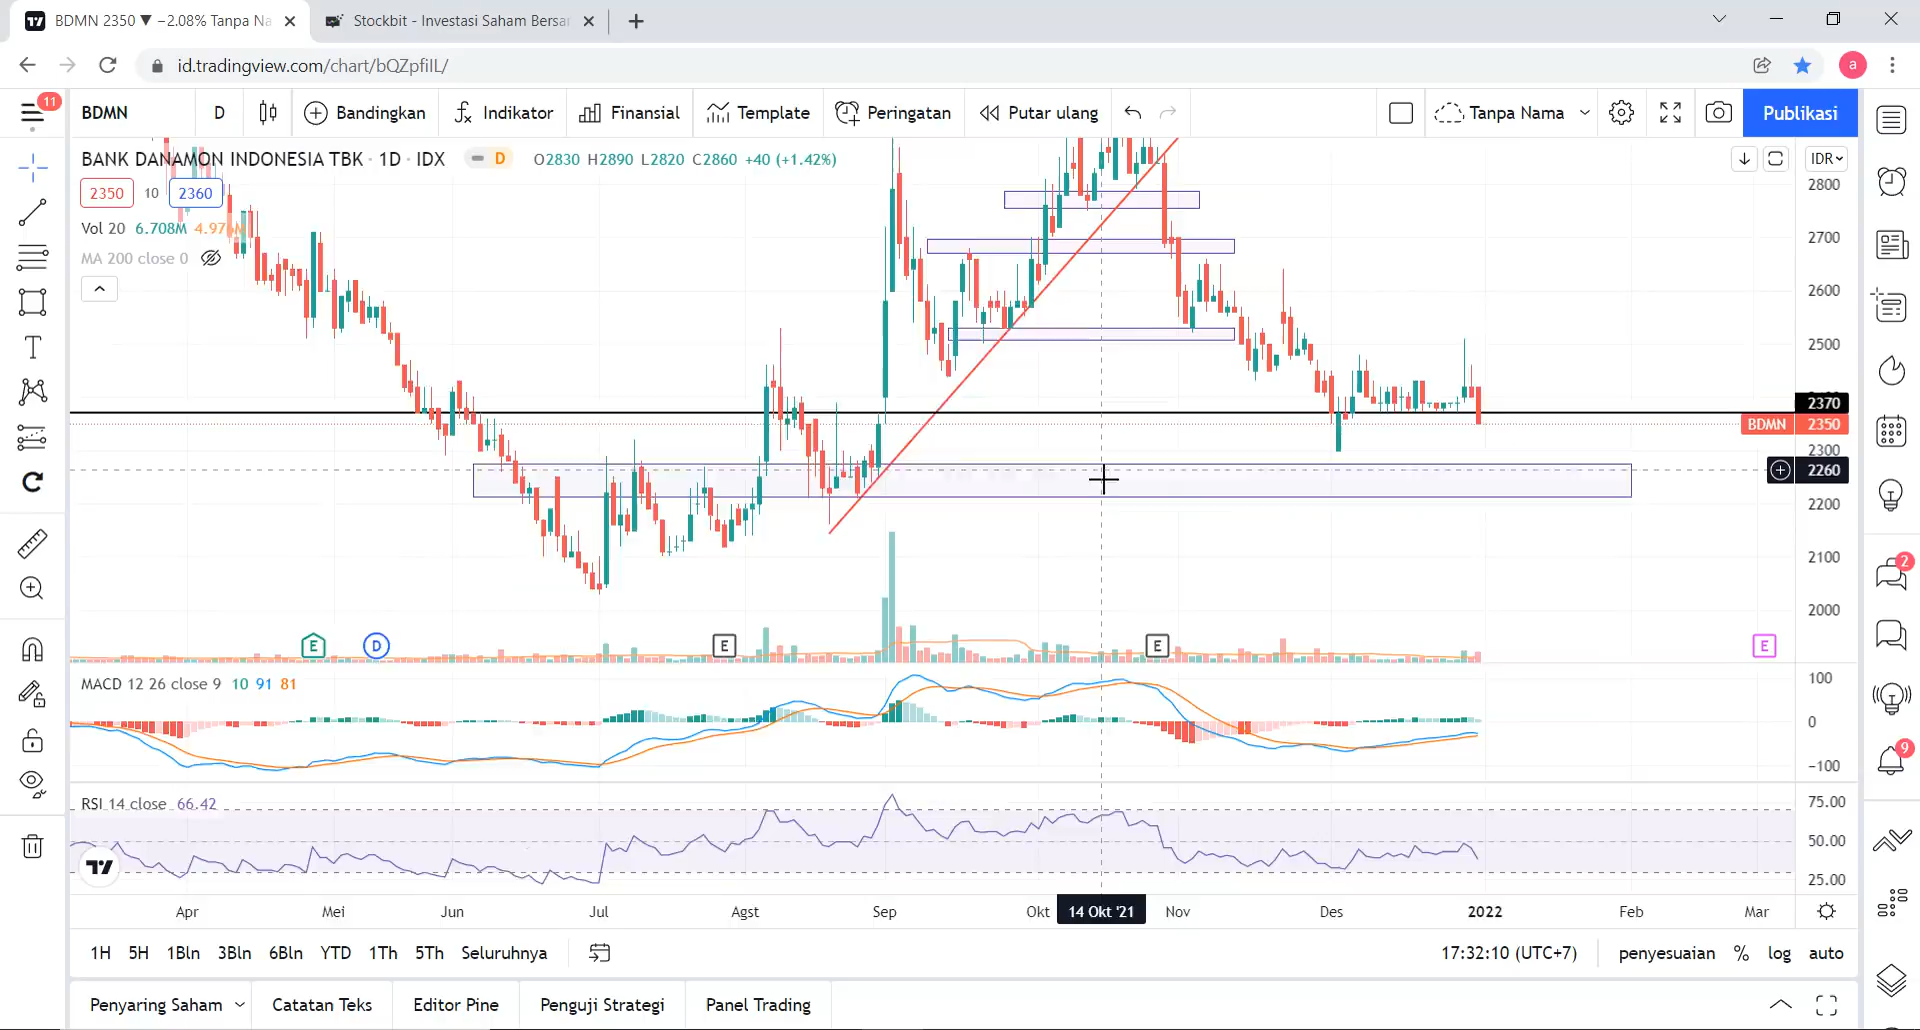 BDMN 2350 ▼ −2.08% Tanpa Na
Stockbit - Investasi Saham Bersa
id.tradingview.com/chart/bQZpfiIL/
a
11
BDMN D Bandingkan Indikator Finansial Template Peringatan Putar ulang Tanpa Nama Publikasi
BANK DANAMON INDONESIA TBK · 1D · IDX D O2830 H2890 L2820 C2860 +40 (+1.42%)
IDR
2350 10 2360
Vol 20 6.708M
MA 200 close 0
2800
2700
2600
2500
2370
BDMN 2350
2300
2260
2200
2100
2000
E D E E E
MACD 12 26 close 9 10 91 81
100
0
−100
RSI 14 close 66.42
75.00
50.00
25.00
2
9
Apr Mei Jun Jul Agst Sep Okt 14 Okt '21 Nov Des 2022 Feb Mar
1H 5H 1Bln 3Bln 6Bln YTD 1Th 5Th Seluruhnya 17:32:10 (UTC+7) penyesuaian % log auto
Penyaring Saham Catatan Teks Editor Pine Penguji Strategi Panel Trading